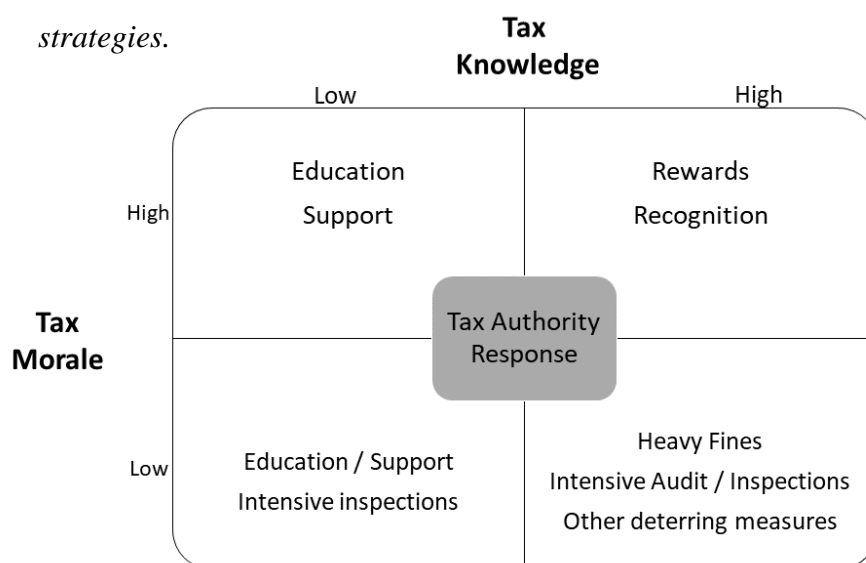 strategies.
Tax
Knowledge
Low
High
Education
Support
Rewards
Recognition
High
Tax Authority
Response
Tax
Morale
Low
Education / Support
Intensive inspections
Heavy Fines
Intensive Audit / Inspections
Other deterring measures